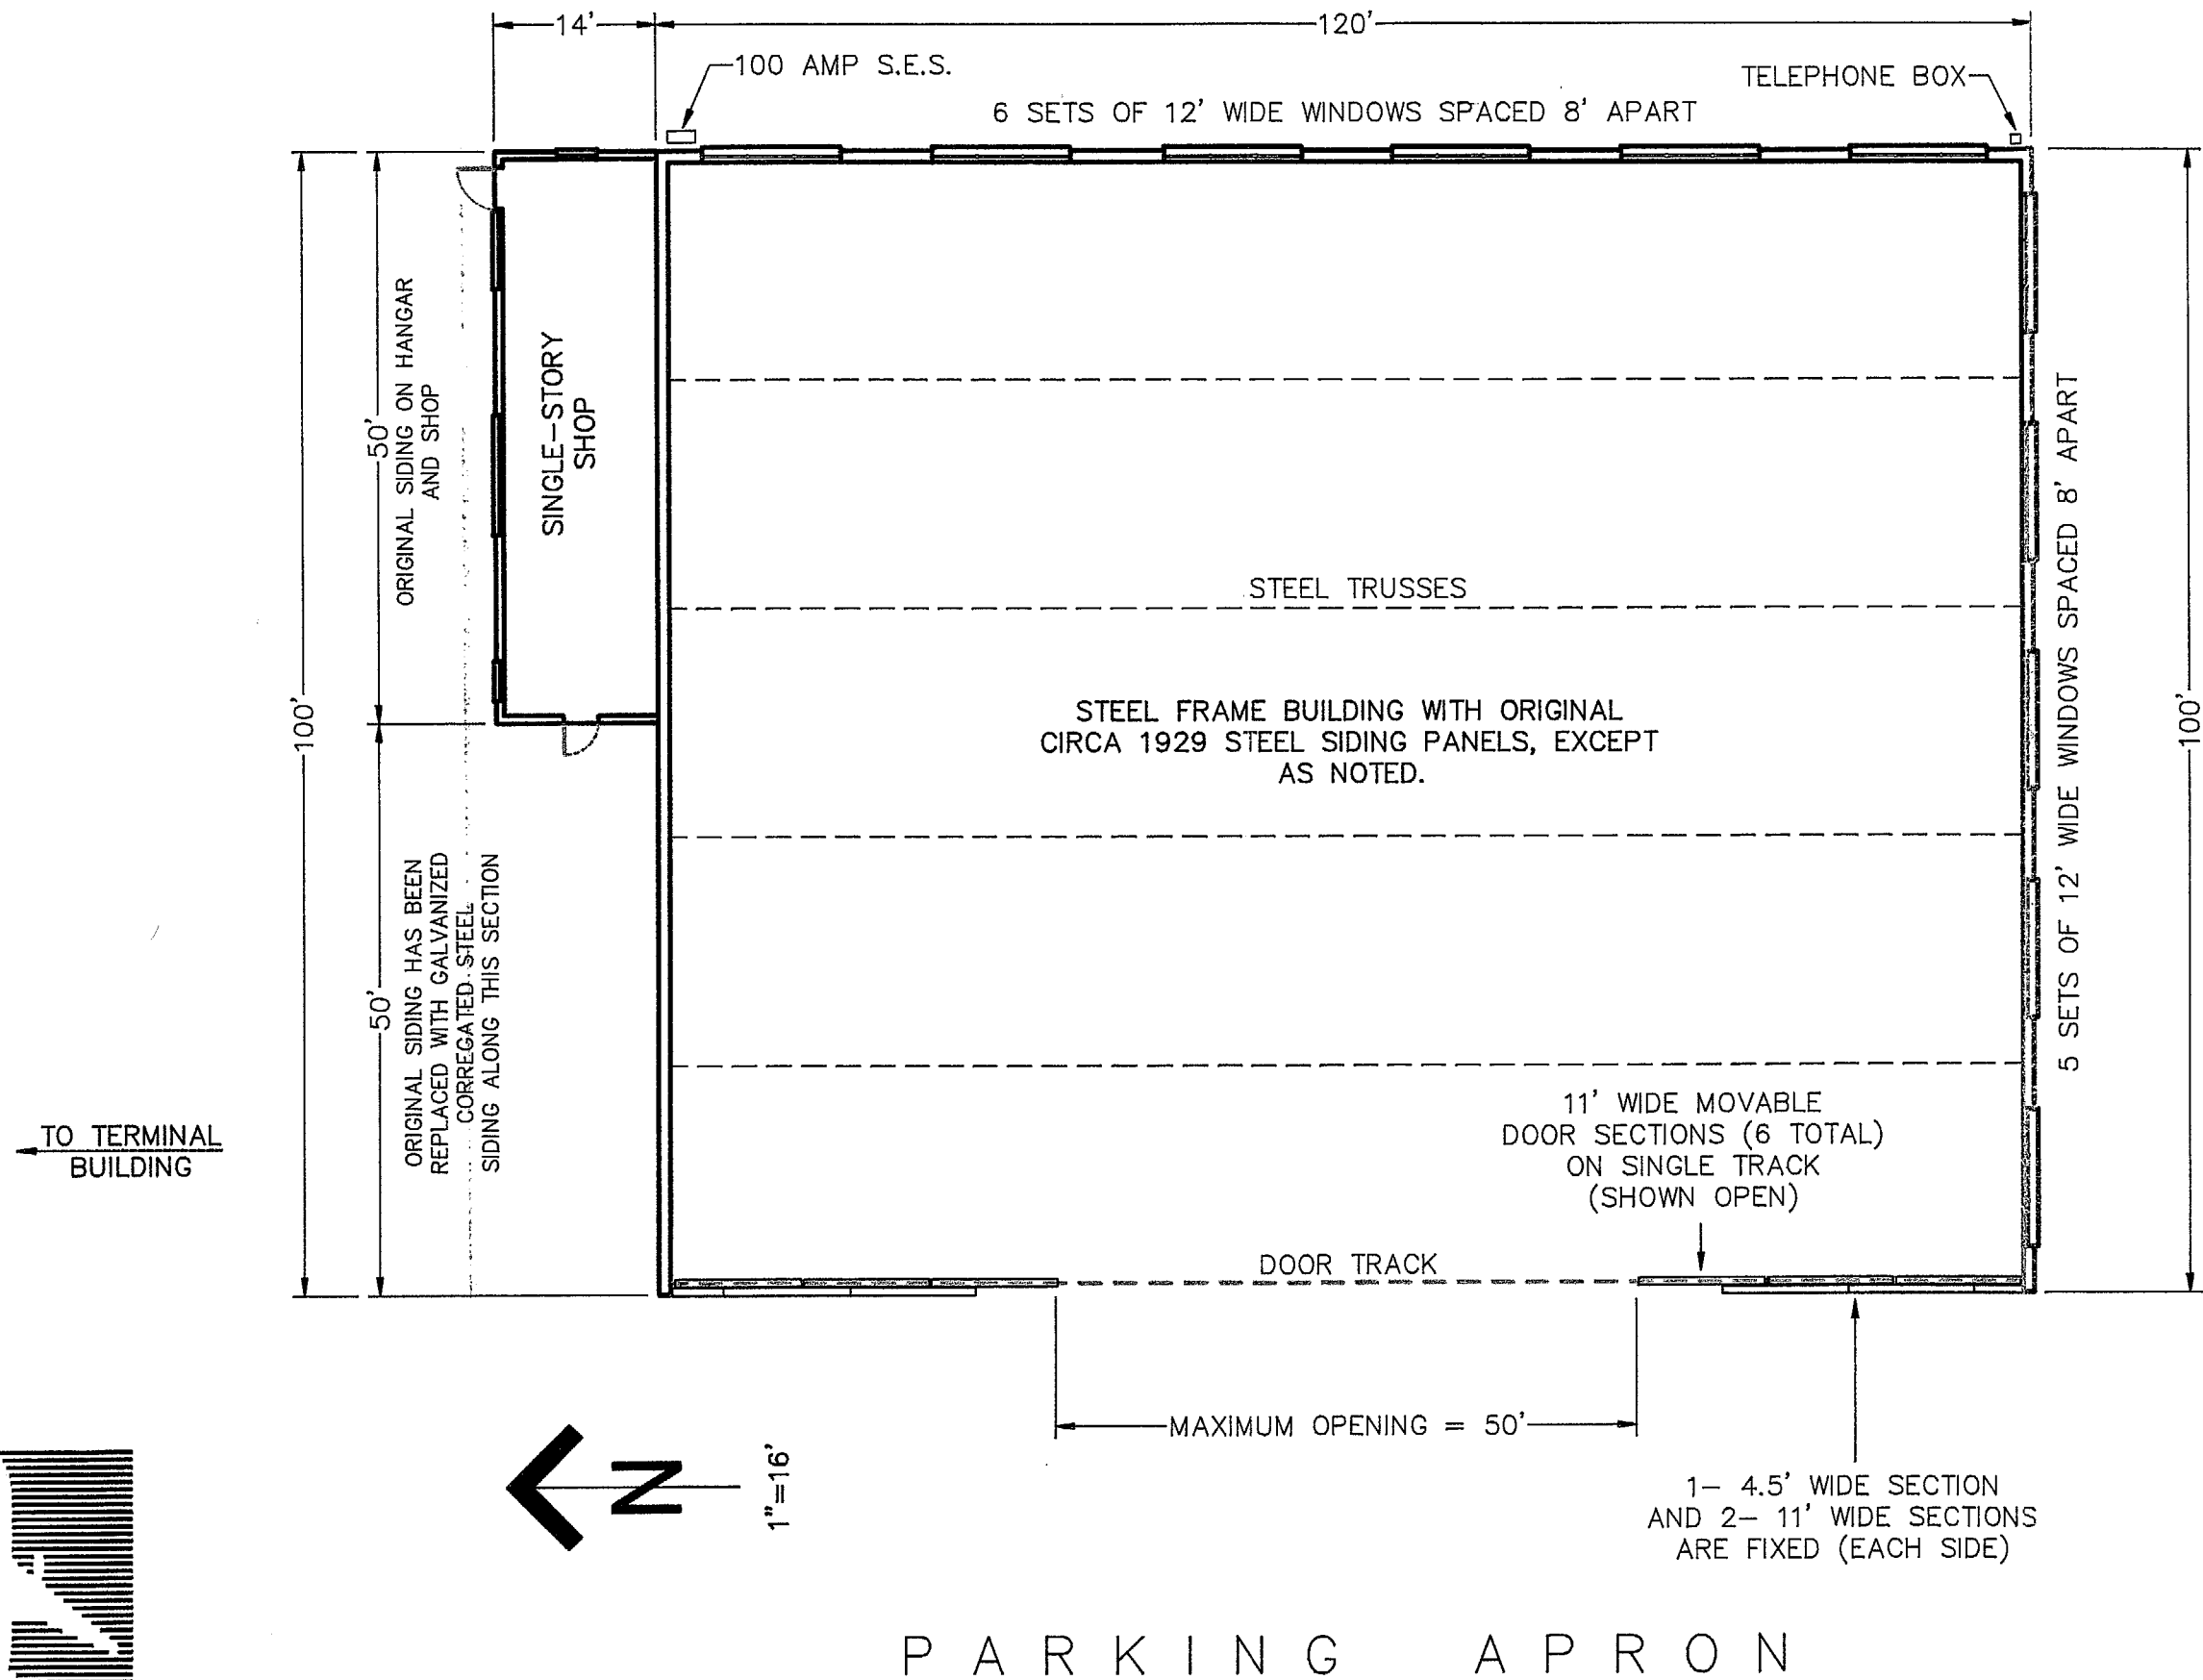 14'
120'
100 AMP S.E.S.
TELEPHONE BOX
6 SETS OF 12' WIDE WINDOWS SPACED 8' APART
100'
50'
ORIGINAL SIDING ON HANGAR
AND SHOP
SINGLE-STORY
SHOP
STEEL TRUSSES
STEEL FRAME BUILDING WITH ORIGINAL
CIRCA 1929 STEEL SIDING PANELS, EXCEPT
AS NOTED.
5 SETS OF 12' WIDE WINDOWS SPACED 8' APART
100'
50'
ORIGINAL SIDING HAS BEEN
REPLACED WITH GALVANIZED
CORREGATED STEEL
SIDING ALONG THIS SECTION
TO TERMINAL
BUILDING
11' WIDE MOVABLE
DOOR SECTIONS (6 TOTAL)
ON SINGLE TRACK
(SHOWN OPEN)
DOOR TRACK
MAXIMUM OPENING = 50'
N
1"=16'
1- 4.5' WIDE SECTION
AND 2- 11' WIDE SECTIONS
ARE FIXED (EACH SIDE)
PARKING APRON